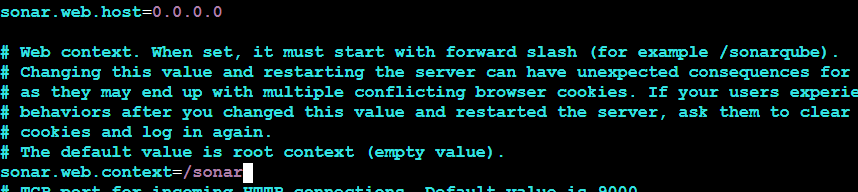 sonar.web.host=0.0.0.0
# Web context. When set, it must start with forward slash (for example /sonarqube).
# Changing this value and restarting the server can have unexpected consequences for
# as they may end up with multiple conflicting browser cookies. If your users experie
# behaviors after you changed this value and restarted the server, ask them to clear
# cookies and log in again.
# The default value is root context (empty value).
sonar.web.context=/sonar
# TCP port for incoming HTTP connections. Default value is 9000